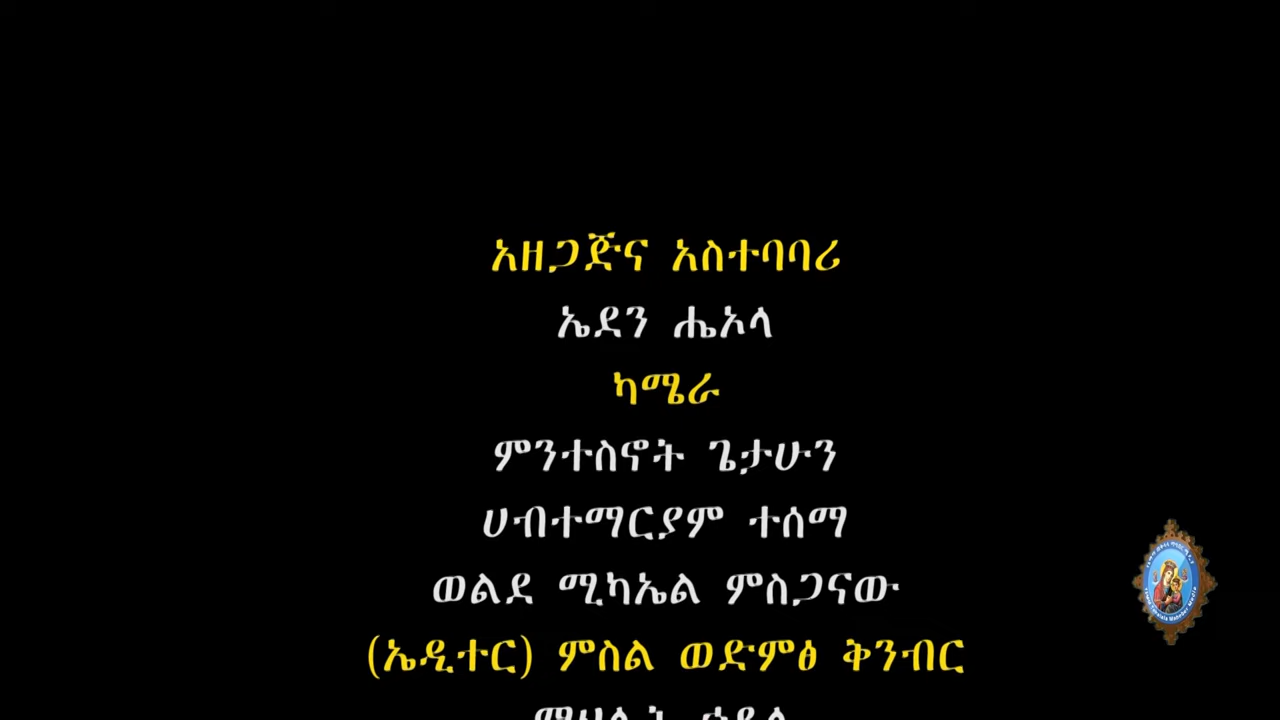 አዘጋጅና አስተባባሪ
ኤደን ሔኦላ
ካሜራ
ምንተስኖት ጌታሁን
ሀብተማርያም ተሰማ
ወልደ ሚካኤል ምስጋናው
(ኤዲተር) ምስል ወድምፅ ቅንብር